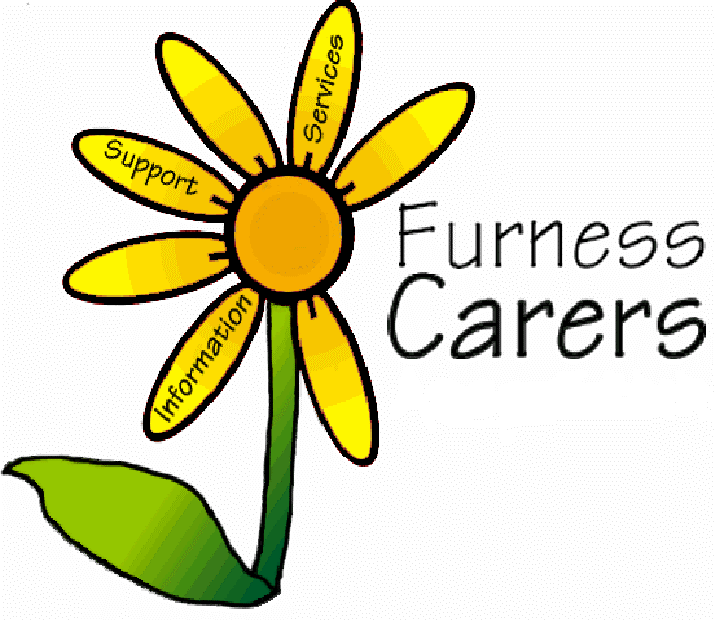 Services
Support
Information
Furness
Carers